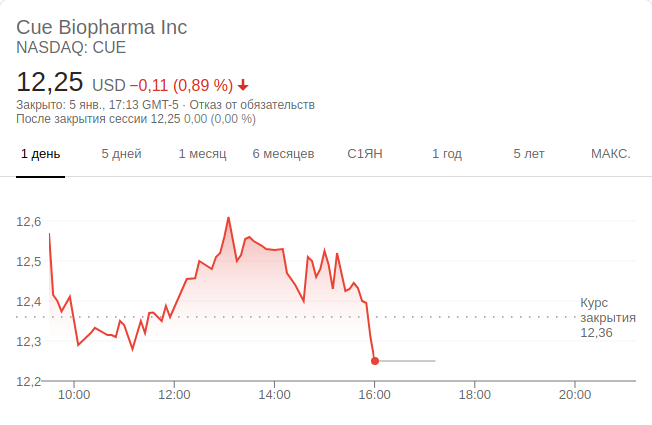 Cue Biopharma Inc
NASDAQ: CUE
12,25 USD −0,11 (0,89 %)
Закрыто: 5 янв., 17:13 GMT-5 · Отказ от обязательств
После закрытия сессии 12,25 0,00 (0,00 %)
1 день 5 дней 1 месяц 6 месяцев С1ЯН 1 год 5 лет МАКС.
12,6
12,5
12,4
12,3
12,2
Курс
закрытия
12,36
10:00 12:00 14:00 16:00 18:00 20:00